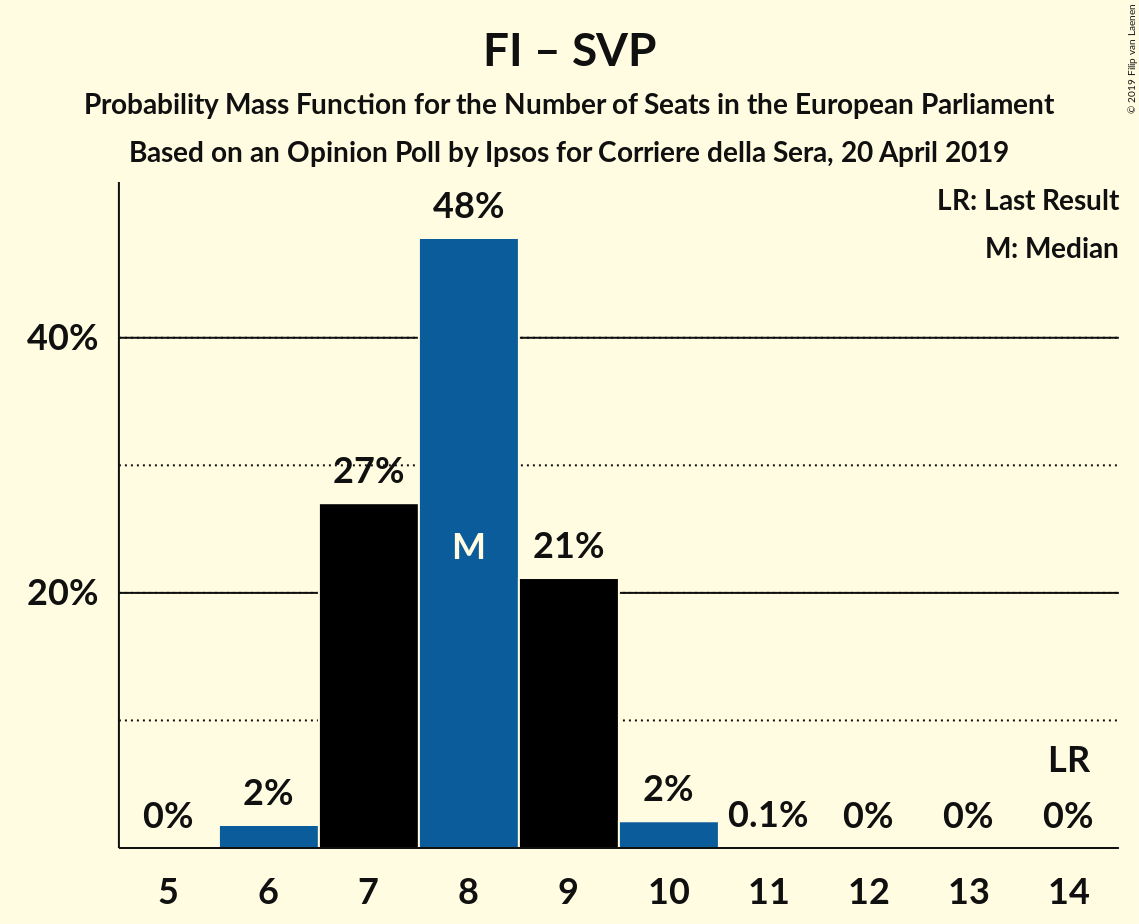 FI – SVP
Probability Mass Function for the Number of Seats in the European Parliament
Based on an Opinion Poll by Ipsos for Corriere della Sera, 20 April 2019
© 2019 Filip van Laenen
LR: Last Result
M: Median
48%
40%
27%
M
21%
20%
LR
0%
2%
2%
0.1%
0%
0%
0%
5
6
7
8
9
10
11
12
13
14